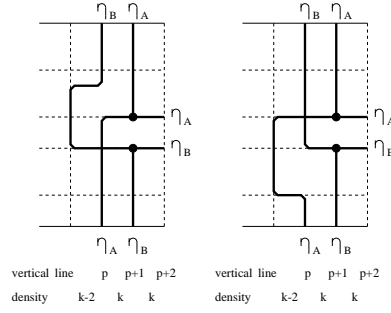 η_B η_A η_B η_A
η_A η_A
η_B η_B
η_A η_B η_A η_B
vertical line p p+1 p+2 vertical line p p+1 p+2
density k-2 k k density k-2 k k